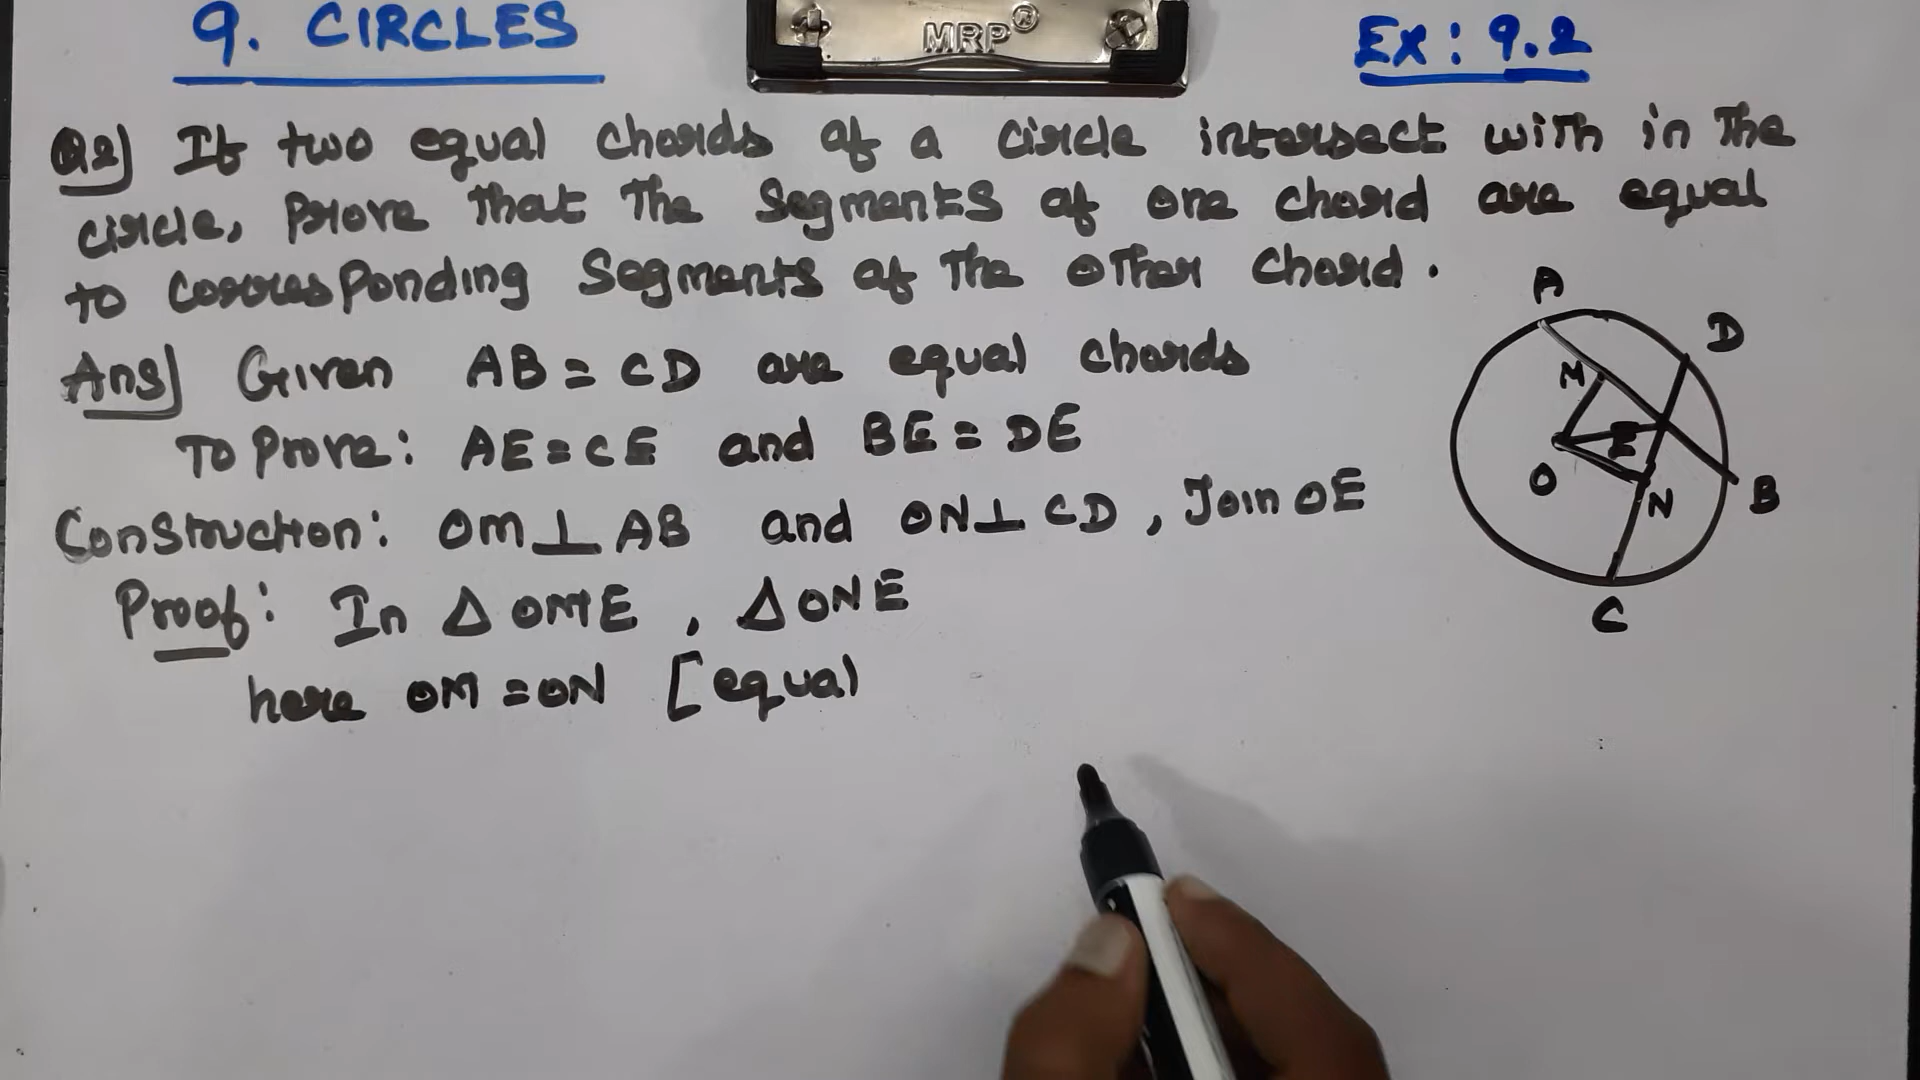 9. CIRCLES
MRP®
Ex: 9.2
Q2) If two equal chords of a circle intersect with in the
circle, Prove that the segments of one chord are equal
to corresponding segments of the other chord.
Ans) Given AB = CD are equal chords
To Prove: AE = CE and BE = DE
Construction: OM ⊥ AB and ON ⊥ CD, Join OE
Proof: In Δ OME, Δ ONE
here OM = ON [equal
A
D
M
E
O
N
B
C